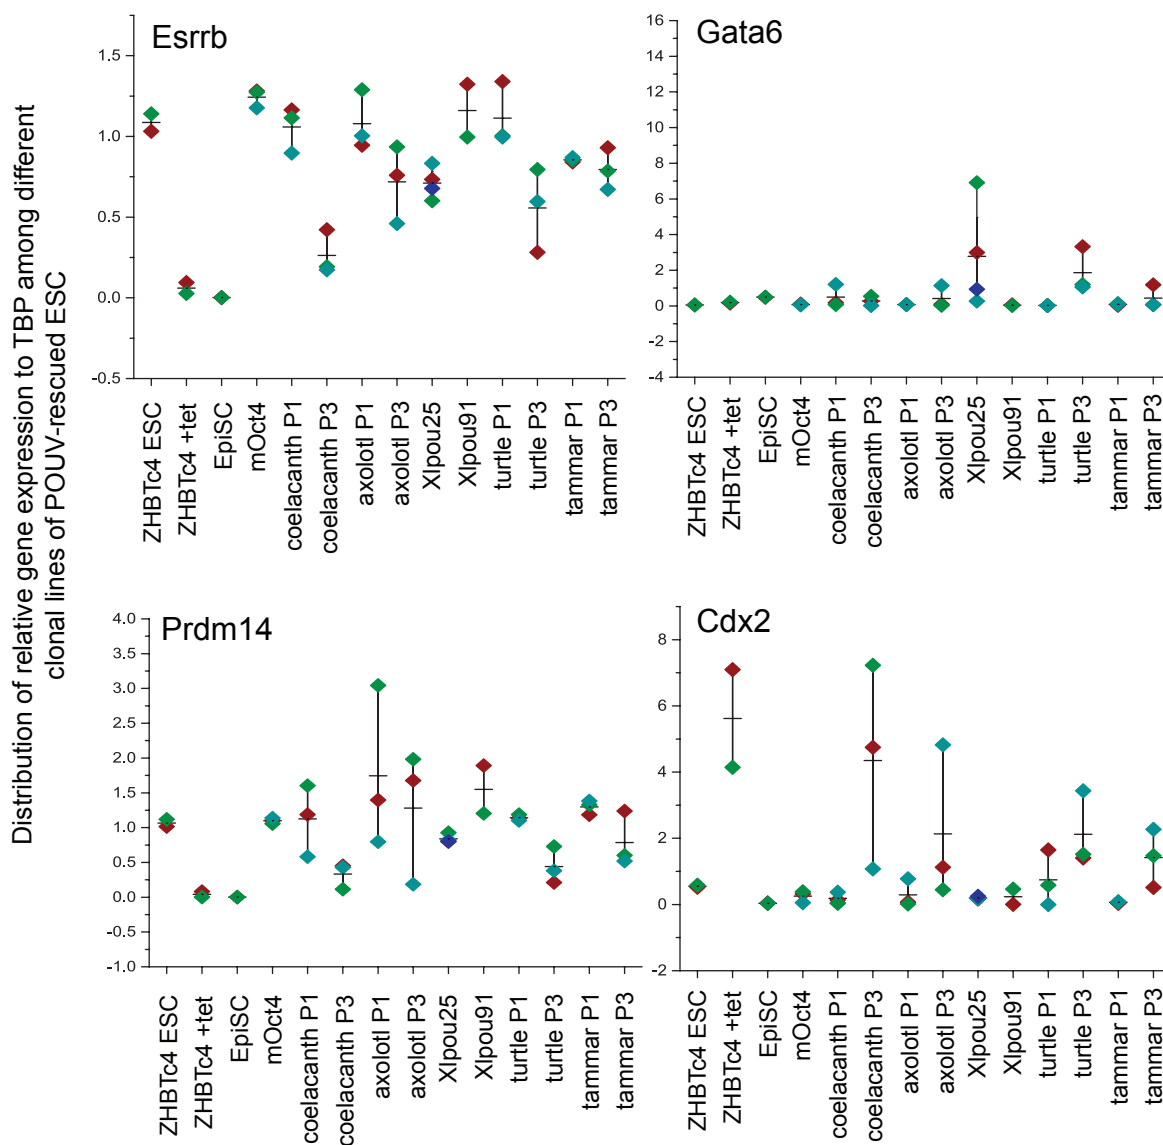 Distribution of relative gene expression to TBP among different
clonal lines of POUV-rescued ESC
Esrrb
1.5
1.0
0.5
0.0
-0.5
ZHBTc4 ESC
ZHBTc4 +tet
EpiSC
mOct4
coelacanth P1
coelacanth P3
axolotl P1
axolotl P3
Xlpou25
Xlpou91
turtle P1
turtle P3
tammar P1
tammar P3
Gata6
16
14
12
10
8
6
4
2
0
-2
-4
ZHBTc4 ESC
ZHBTc4 +tet
EpiSC
mOct4
coelacanth P1
coelacanth P3
axolotl P1
axolotl P3
Xlpou25
Xlpou91
turtle P1
turtle P3
tammar P1
tammar P3
Prdm14
4.0
3.5
3.0
2.5
2.0
1.5
1.0
0.5
0.0
-0.5
-1.0
ZHBTc4 ESC
ZHBTc4 +tet
EpiSC
mOct4
coelacanth P1
coelacanth P3
axolotl P1
axolotl P3
Xlpou25
Xlpou91
turtle P1
turtle P3
tammar P1
tammar P3
Cdx2
8
6
4
2
0
-2
ZHBTc4 ESC
ZHBTc4 +tet
EpiSC
mOct4
coelacanth P1
coelacanth P3
axolotl P1
axolotl P3
Xlpou25
Xlpou91
turtle P1
turtle P3
tammar P1
tammar P3